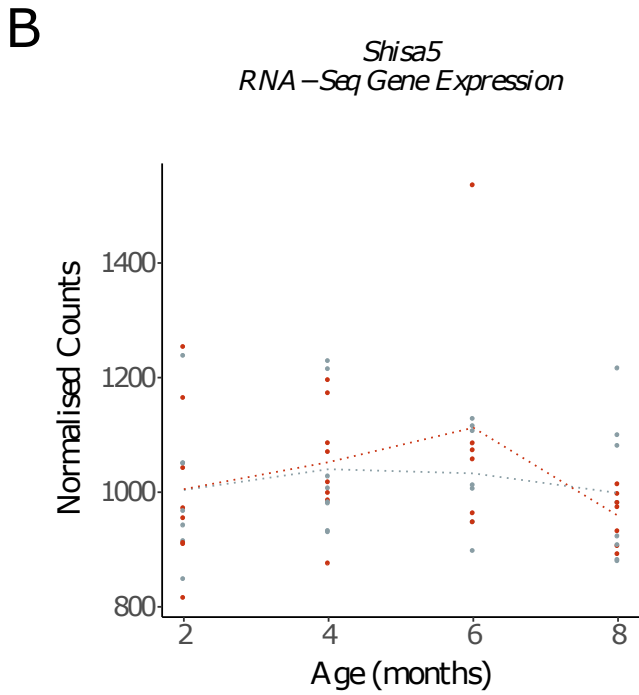 B
Shisa5
RNA–Seq Gene Expression
Normalised Counts
1400
1200
1000
800
2 4 6 8
Age (months)